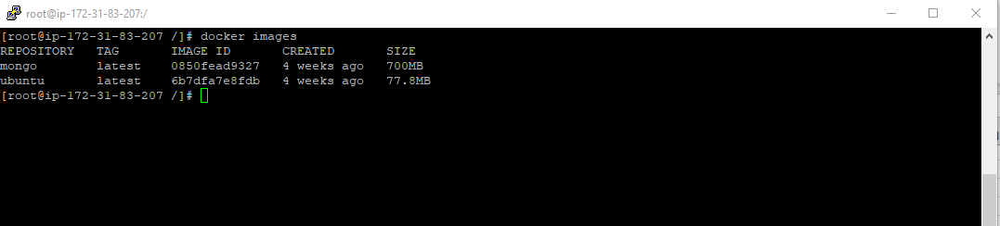 root@ip-172-31-83-207:/
[root@ip-172-31-83-207 /]# docker images
REPOSITORY   TAG       IMAGE ID       CREATED       SIZE
mongo        latest    0850fead9327   4 weeks ago   700MB
ubuntu       latest    6b7dfa7e8fdb   4 weeks ago   77.8MB
[root@ip-172-31-83-207 /]#